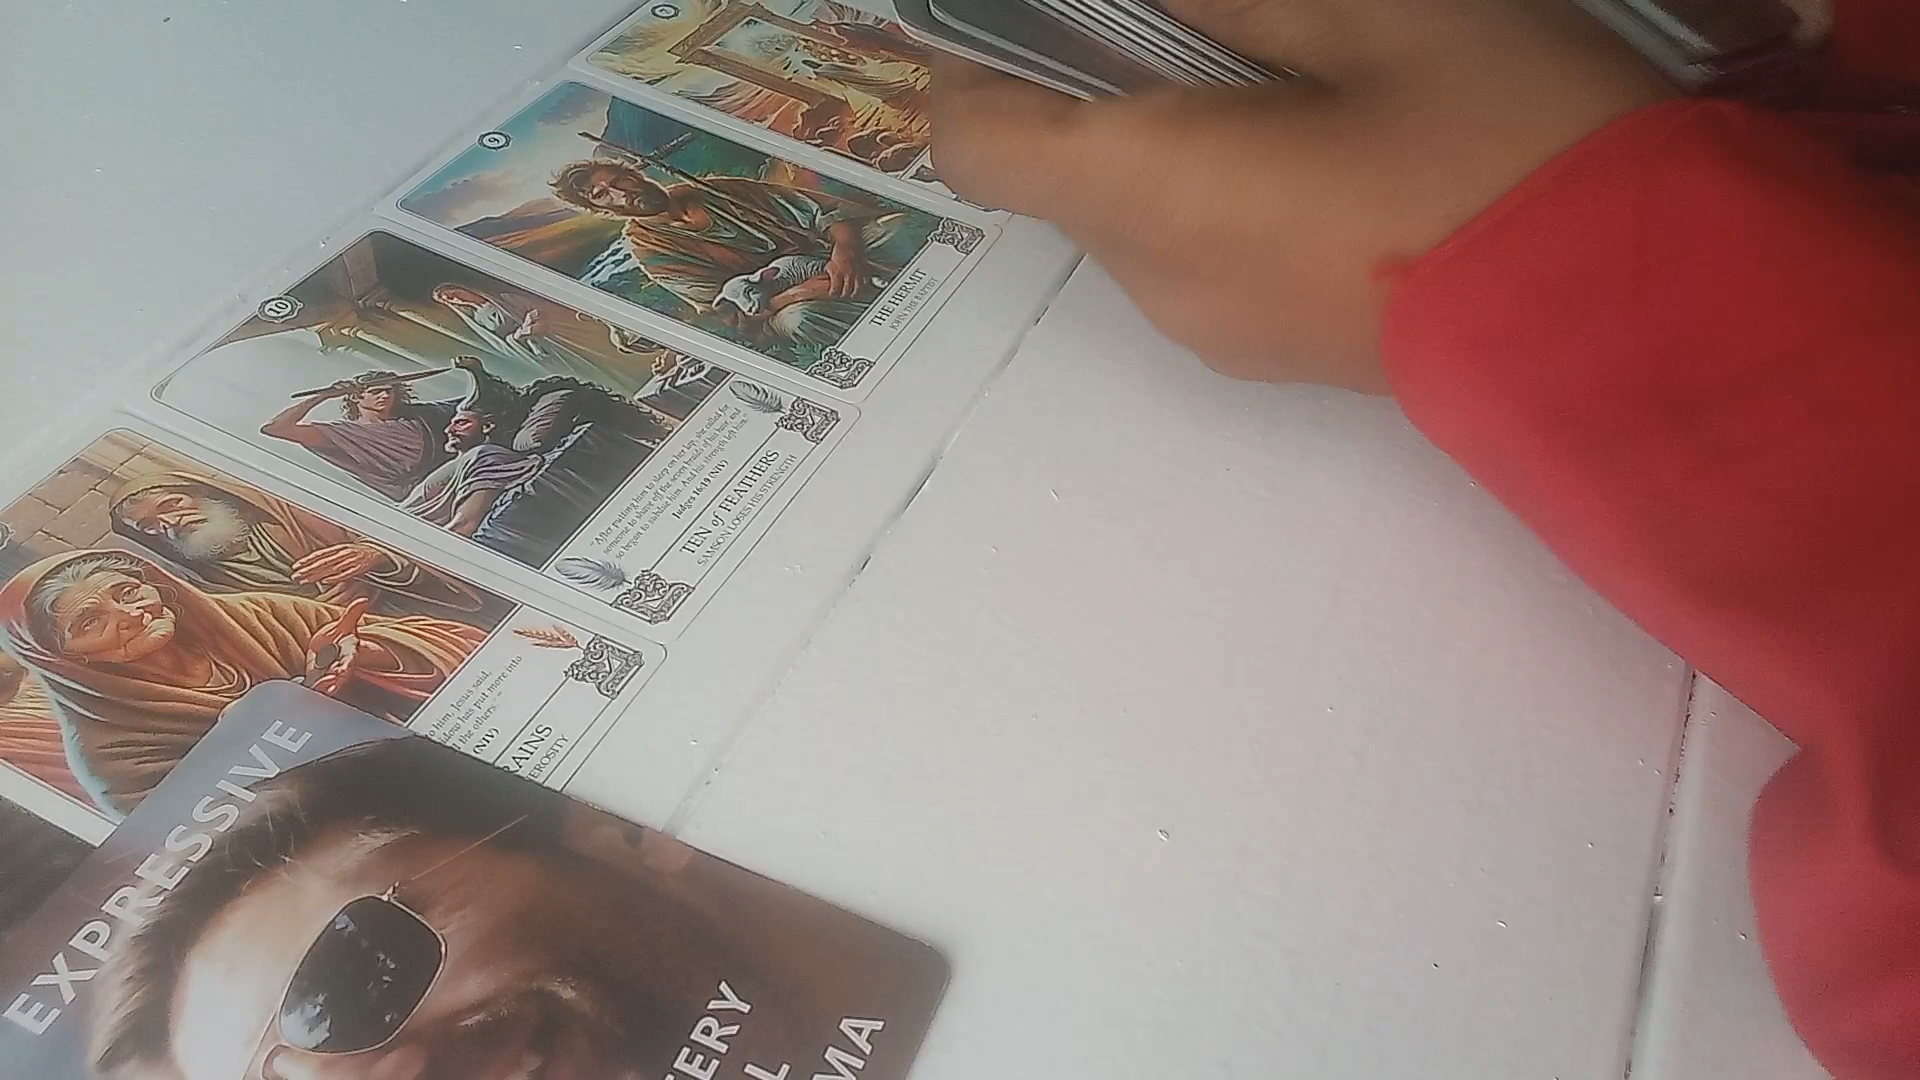 7
9
THE HERMIT
JOHN THE BAPTIST
10
"After putting him to sleep on her lap, she called for
someone to shave off the seven braids of his hair, and
so began to subdue him. And his strength left him."
Judges 16:19 (NIV)
TEN of FEATHERS
SAMSON LOSES HIS STRENGTH
o him, Jesus said,
idow has put more into
l the others.'"
(NIV)
RAINS
EROSITY
EXPRESSIVE
TERY
L
MA